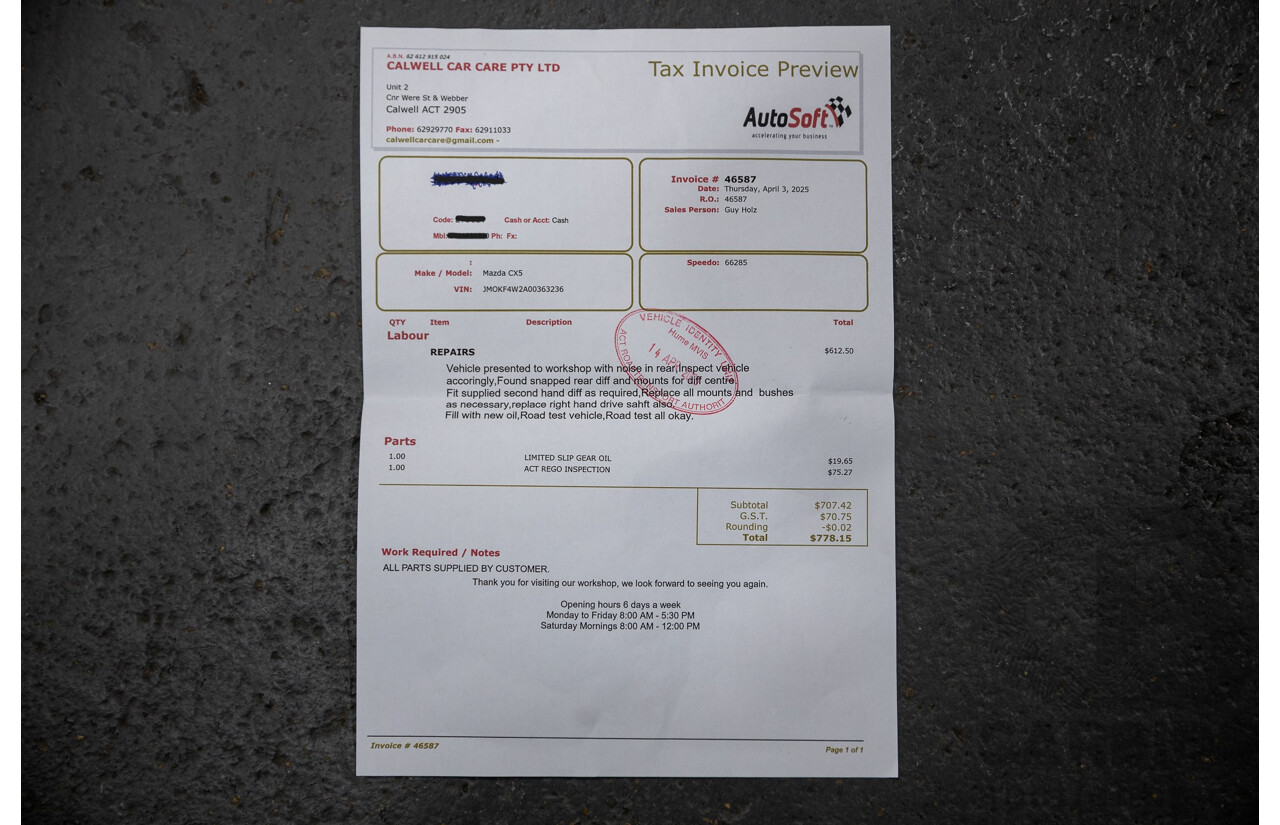 A.B.N. 62 612 915 024
CALWELL CAR CARE PTY LTD
Tax Invoice Preview
Unit 2
Cnr Were St & Webber
Calwell ACT 2905
AutoSoft
accelerating your business
Phone: 62929770 Fax: 62911033
calwellcarcare@gmail.com -
Invoice # 46587
Date: Thursday, April 3, 2025
R.O.: 46587
Sales Person: Guy Holz
Code: Cash or Acct: Cash
Mbl: Ph: Fx:
:
Make / Model: Mazda CX5
VIN: JMOKF4W2A00363236
Speedo: 66285
QTY Item Description Total
Labour
REPAIRS $612.50
Vehicle presented to workshop with noise in rear,Inspect vehicle
accoringly,Found snapped rear diff and mounts for diff centre.
Fit supplied second hand diff as required,Replace all mounts and bushes
as necessary,replace right hand drive sahft also.
Fill with new oil,Road test vehicle,Road test all okay.
VEHICLE IDENTITY
Hume MVIS
14 APR
ACT ROAD TRANSPORT AUTHORIT
Parts
1.00 LIMITED SLIP GEAR OIL $19.65
1.00 ACT REGO INSPECTION $75.27
Subtotal $707.42
G.S.T. $70.75
Rounding -$0.02
Total $778.15
Work Required / Notes
ALL PARTS SUPPLIED BY CUSTOMER.
Thank you for visiting our workshop, we look forward to seeing you again.
Opening hours 6 days a week
Monday to Friday 8:00 AM - 5:30 PM
Saturday Mornings 8:00 AM - 12:00 PM
Invoice # 46587
Page 1 of 1